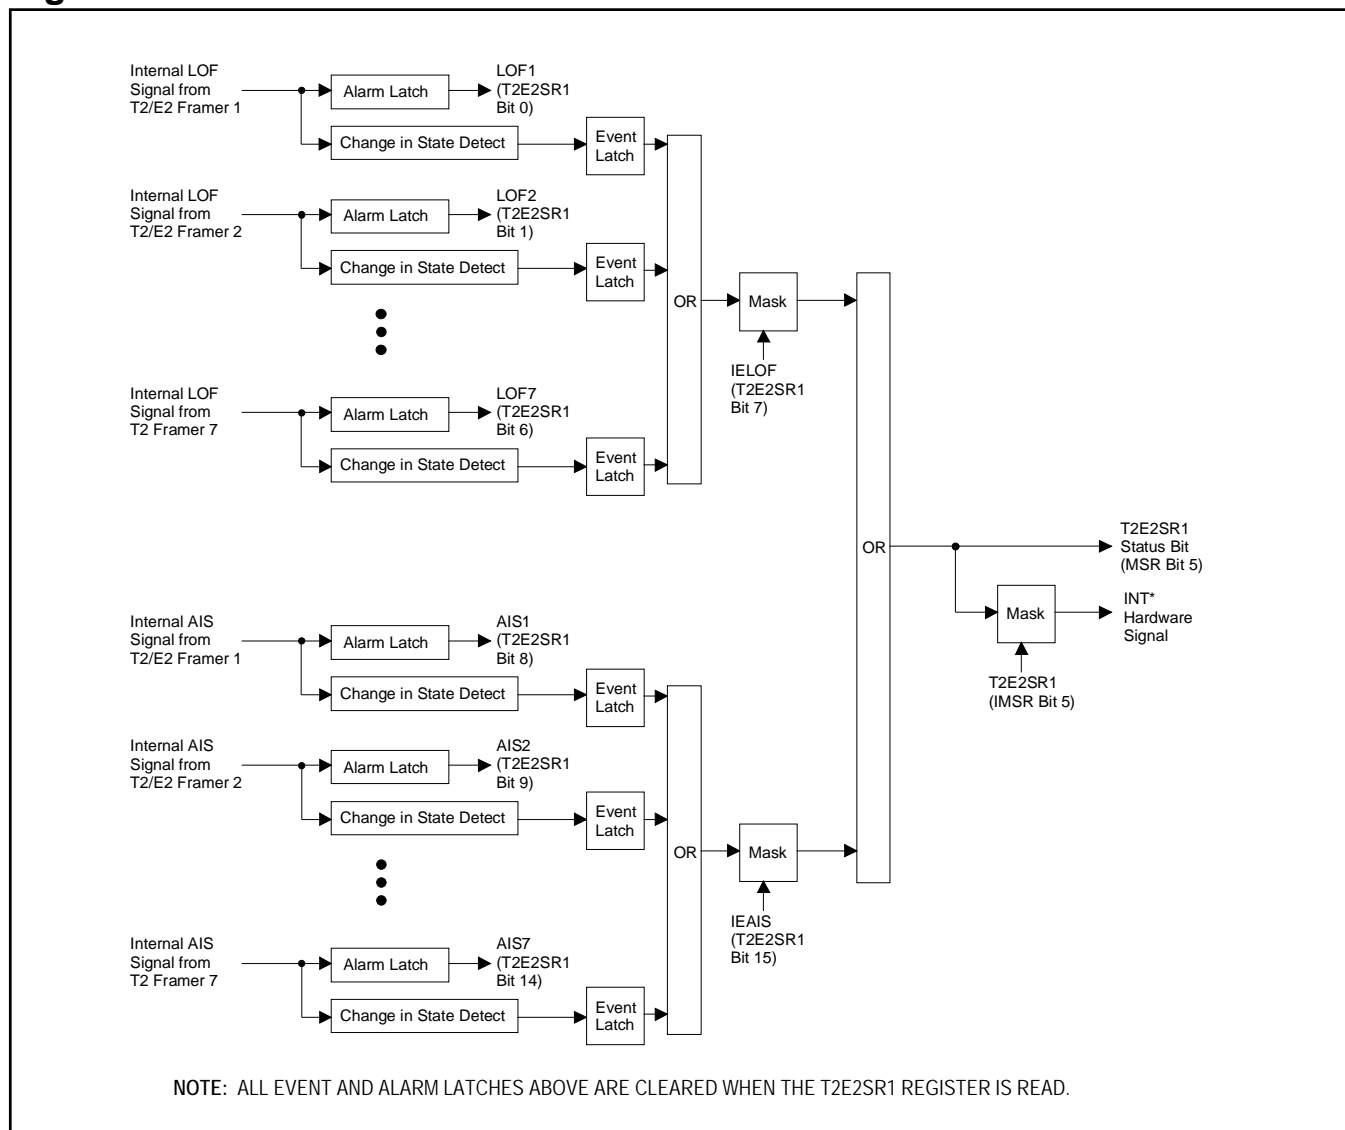 Internal LOF
Signal from
T2/E2 Framer 1
Alarm Latch
LOF1
(T2E2SR1
Bit 0)
Change in State Detect
Event
Latch
Internal LOF
Signal from
T2/E2 Framer 2
Alarm Latch
LOF2
(T2E2SR1
Bit 1)
Change in State Detect
Event
Latch
OR
Mask
IELOF
(T2E2SR1
Bit 7)
Internal LOF
Signal from
T2 Framer 7
Alarm Latch
LOF7
(T2E2SR1
Bit 6)
Change in State Detect
Event
Latch
OR
T2E2SR1
Status Bit
(MSR Bit 5)
Mask
INT*
Hardware
Signal
T2E2SR1
(IMSR Bit 5)
Internal AIS
Signal from
T2/E2 Framer 1
Alarm Latch
AIS1
(T2E2SR1
Bit 8)
Change in State Detect
Event
Latch
Internal AIS
Signal from
T2/E2 Framer 2
Alarm Latch
AIS2
(T2E2SR1
Bit 9)
Change in State Detect
Event
Latch
OR
Mask
IEAIS
(T2E2SR1
Bit 15)
Internal AIS
Signal from
T2 Framer 7
Alarm Latch
AIS7
(T2E2SR1
Bit 14)
Change in State Detect
Event
Latch
NOTE: ALL EVENT AND ALARM LATCHES ABOVE ARE CLEARED WHEN THE T2E2SR1 REGISTER IS READ.